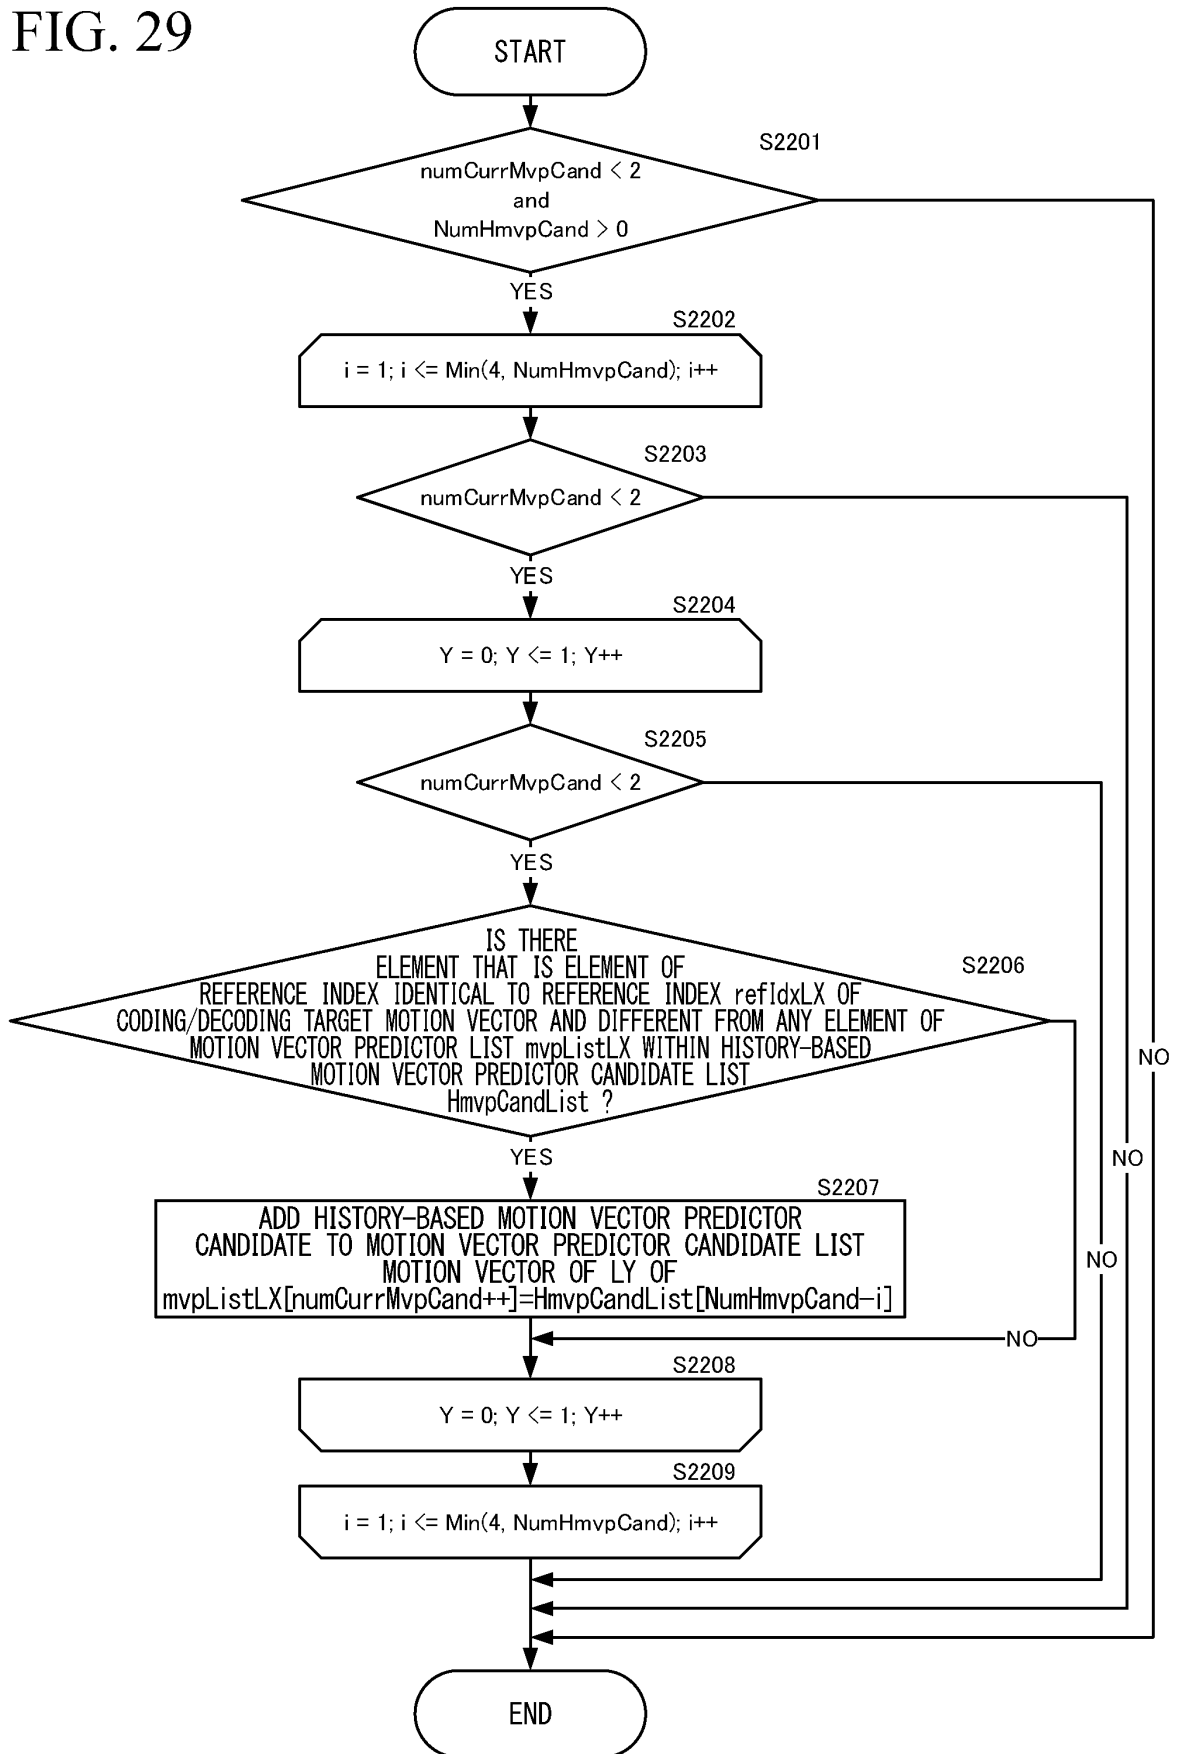 FIG. 29
START
S2201
numCurrMvpCand < 2
and
NumHmvpCand > 0
YES
S2202
i = 1; i <= Min(4, NumHmvpCand); i++
S2203
numCurrMvpCand < 2
YES
S2204
Y = 0; Y <= 1; Y++
S2205
numCurrMvpCand < 2
YES
S2206
IS THERE
ELEMENT THAT IS ELEMENT OF
REFERENCE INDEX IDENTICAL TO REFERENCE INDEX refIdxLX OF
CODING/DECODING TARGET MOTION VECTOR AND DIFFERENT FROM ANY ELEMENT OF
MOTION VECTOR PREDICTOR LIST mvpListLX WITHIN HISTORY-BASED
MOTION VECTOR PREDICTOR CANDIDATE LIST
HmvpCandList ?
NO
YES
NO
S2207
ADD HISTORY-BASED MOTION VECTOR PREDICTOR
CANDIDATE TO MOTION VECTOR PREDICTOR CANDIDATE LIST
MOTION VECTOR OF LY OF
mvpListLX[numCurrMvpCand++]=HmvpCandList[NumHmvpCand-i]
NO
NO
S2208
Y = 0; Y <= 1; Y++
S2209
i = 1; i <= Min(4, NumHmvpCand); i++
END